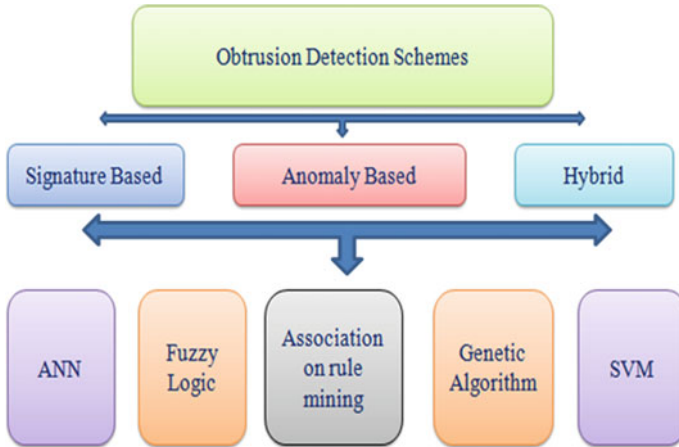 Obtrusion Detection Schemes
Signature Based
Anomaly Based
Hybrid
ANN
Fuzzy
Logic
Association
on rule
mining
Genetic
Algorithm
SVM